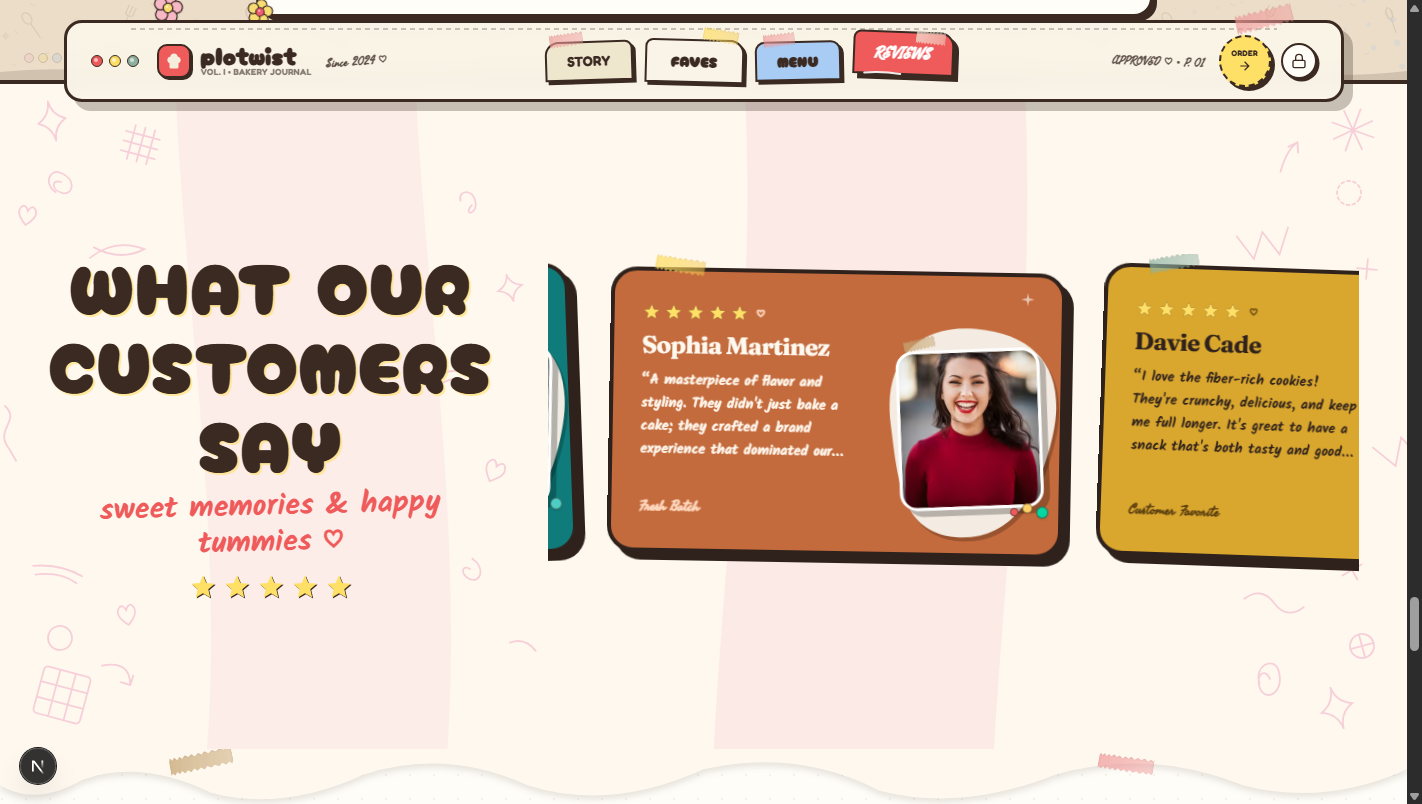 plotwist
VOL. I • BAKERY JOURNAL
Since 2024 ♡
STORY
FAVES
MENU
REVIEWS
APPROVED ♡ • P. 01
ORDER
→
WHAT OUR
CUSTOMERS
SAY
sweet memories & happy
tummies ♡
★ ★ ★ ★ ★
★ ★ ★ ★ ★ ♡
Sophia Martinez
“A masterpiece of flavor and
styling. They didn't just bake a
cake; they crafted a brand
experience that dominated our...
Fresh Batch
★ ★ ★ ★ ★ ♡
Davie Cade
“I love the fiber-rich cookies!
They're crunchy, delicious, and keep
me full longer. It's great to have a
snack that's both tasty and good...
Customer Favorite
N